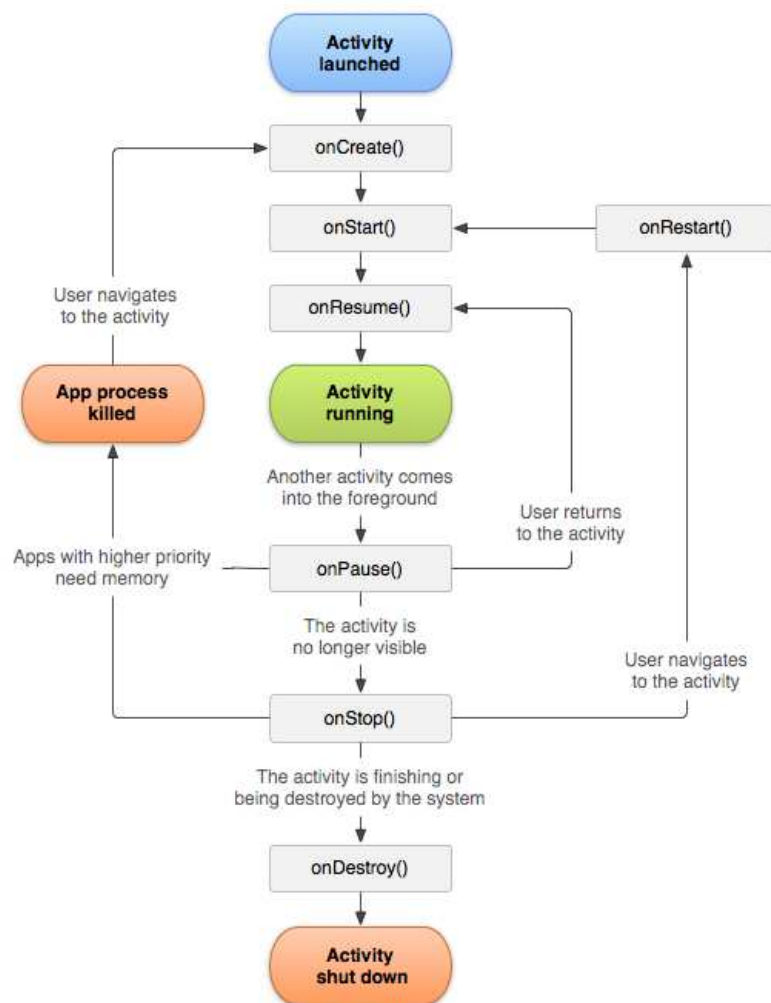 Activity
launched
onCreate()
onStart()
onRestart()
User navigates
to the activity
onResume()
App process
killed
Activity
running
Another activity comes
into the foreground
User returns
to the activity
Apps with higher priority
need memory
onPause()
The activity is
no longer visible
User navigates
to the activity
onStop()
The activity is finishing or
being destroyed by the system
onDestroy()
Activity
shut down